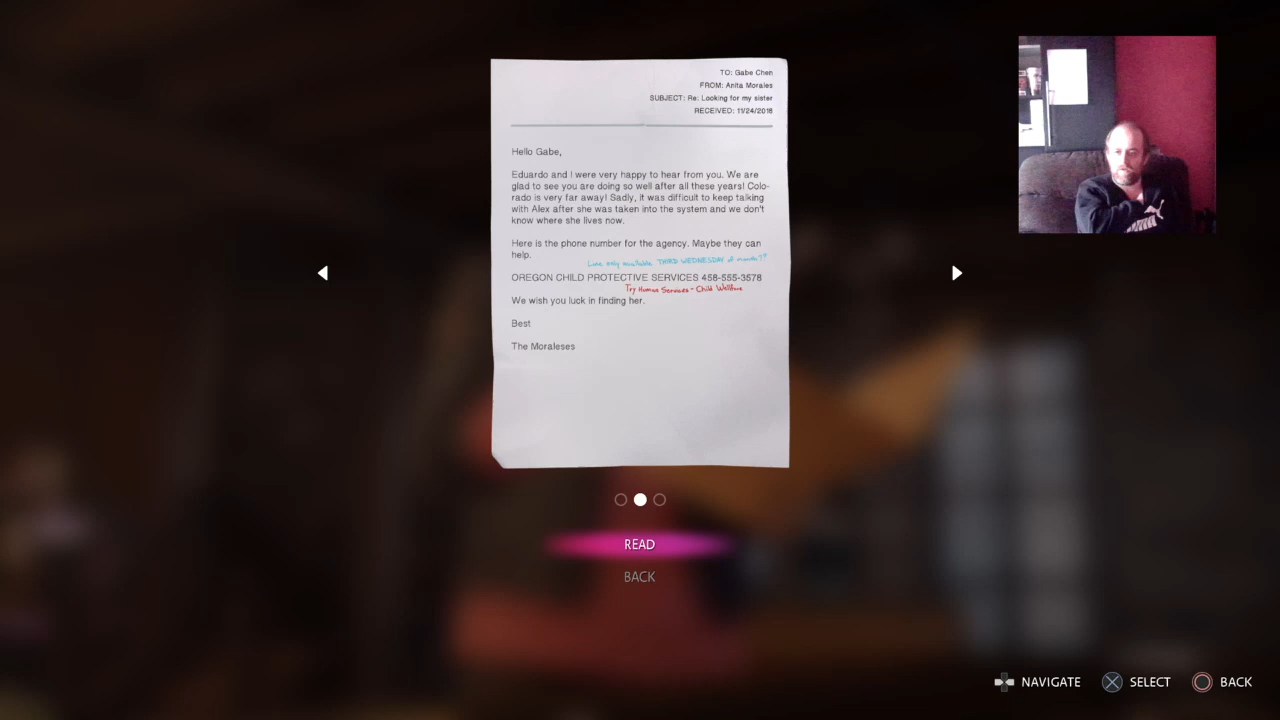 TO: Gabe Chen
FROM: Anita Morales
SUBJECT: Re: Looking for my sister
RECEIVED: 11/24/2016
Hello Gabe,
Eduardo and I were very happy to hear from you. We are
glad to see you are doing so well after all these years! Colo-
rado is very far away! Sadly, it was difficult to keep talking
with Alex after she was taken into the system and we don't
know where she lives now.
Here is the phone number for the agency. Maybe they can
help.
Line only available THIRD WEDNESDAY of month??
OREGON CHILD PROTECTIVE SERVICES 458-555-3578
Try Human Services - Child Welfare
We wish you luck in finding her.
Best
The Moraleses
READ
BACK
NAVIGATE
SELECT
BACK